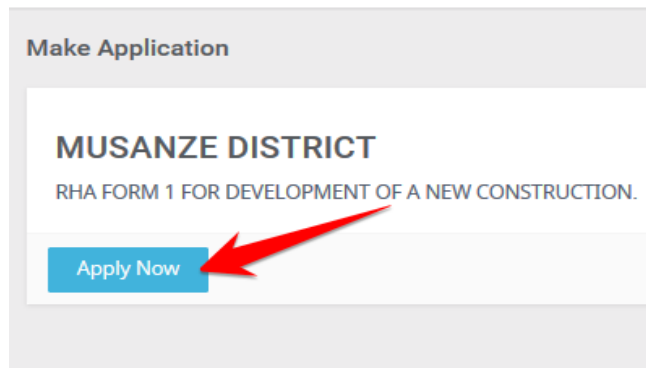 Make Application
MUSANZE DISTRICT
RHA FORM 1 FOR DEVELOPMENT OF A NEW CONSTRUCTION.
Apply Now